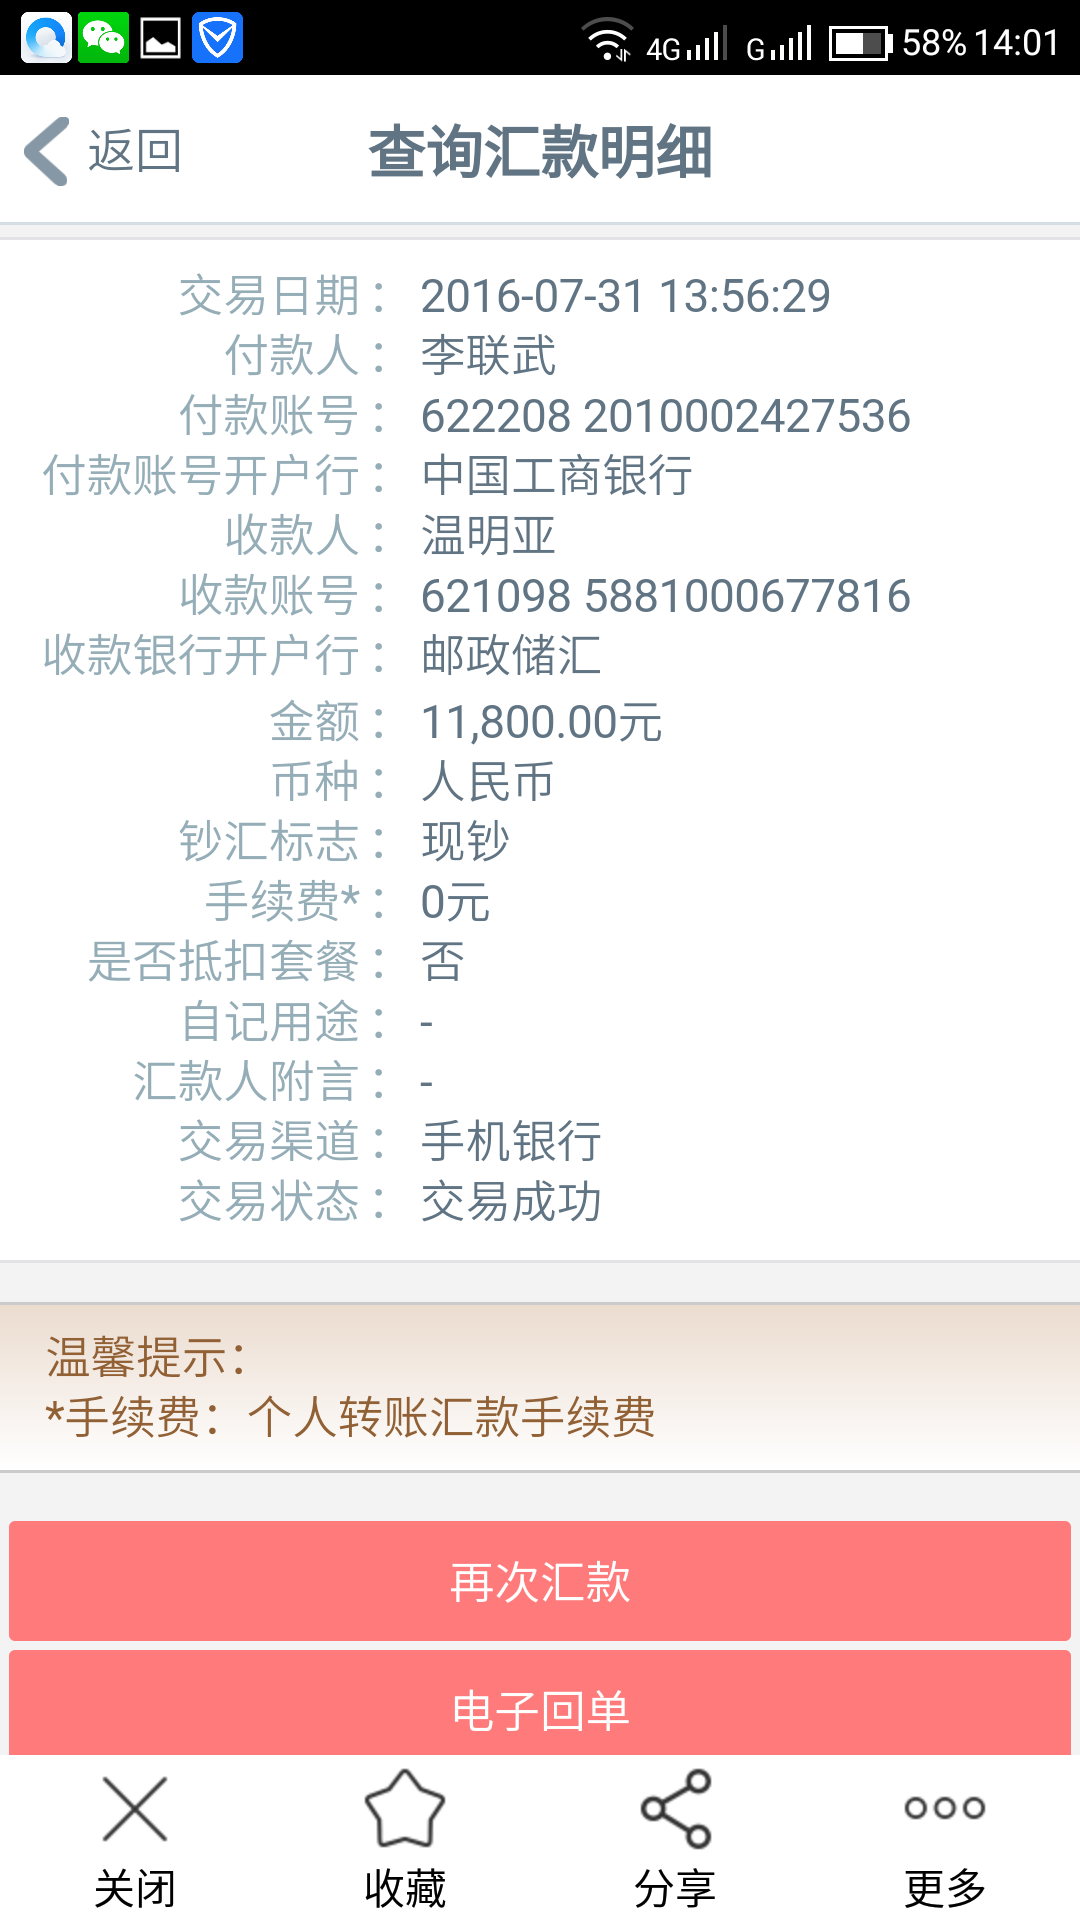 4G G 58% 14:01
返回 查询汇款明细
交易日期： 2016-07-31 13:56:29
付款人： 李联武
付款账号： 622208 2010002427536
付款账号开户行： 中国工商银行
收款人： 温明亚
收款账号： 621098 5881000677816
收款银行开户行： 邮政储汇
金额： 11,800.00元
币种： 人民币
钞汇标志： 现钞
手续费*： 0元
是否抵扣套餐： 否
自记用途： -
汇款人附言： -
交易渠道： 手机银行
交易状态： 交易成功
温馨提示：
*手续费：个人转账汇款手续费
再次汇款
电子回单
关闭 收藏 分享 更多